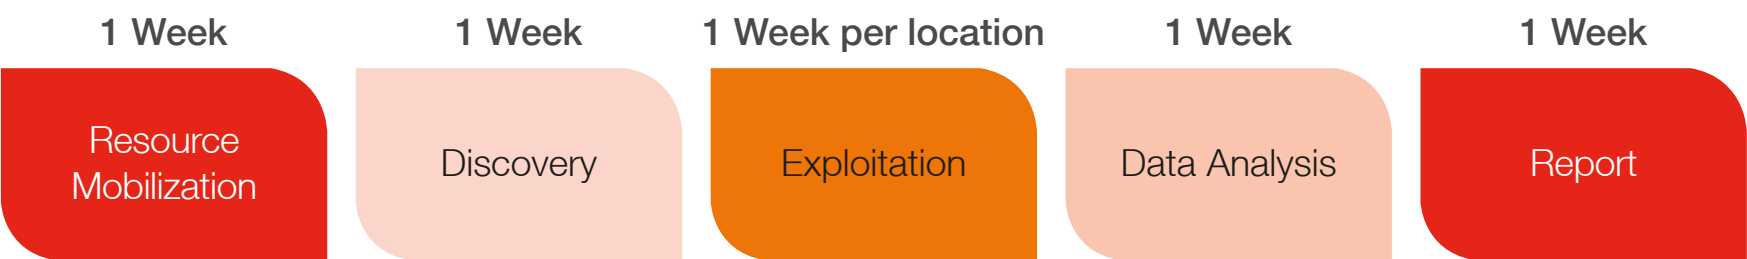 1 Week
1 Week
1 Week per location
1 Week
1 Week
Resource
Mobilization
Discovery
Exploitation
Data Analysis
Report